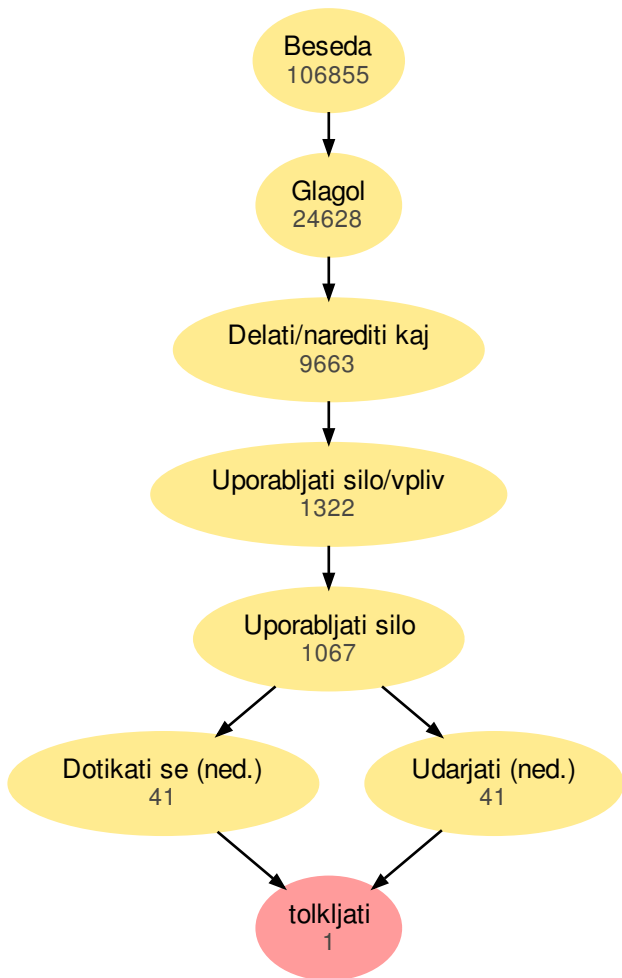 Beseda
106855
Glagol
24628
Delati/narediti kaj
9663
Uporabljati silo/vpliv
1322
Uporabljati silo
1067
Dotikati se (ned.)
41
Udarjati (ned.)
41
tolkljati
1